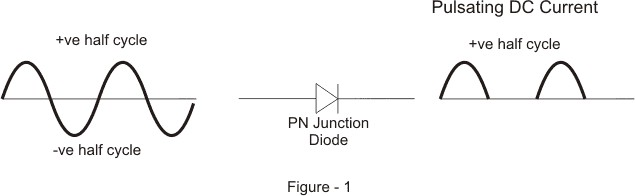 Pulsating DC Current
+ve half cycle
+ve half cycle
PN Junction
Diode
-ve half cycle
Figure - 1